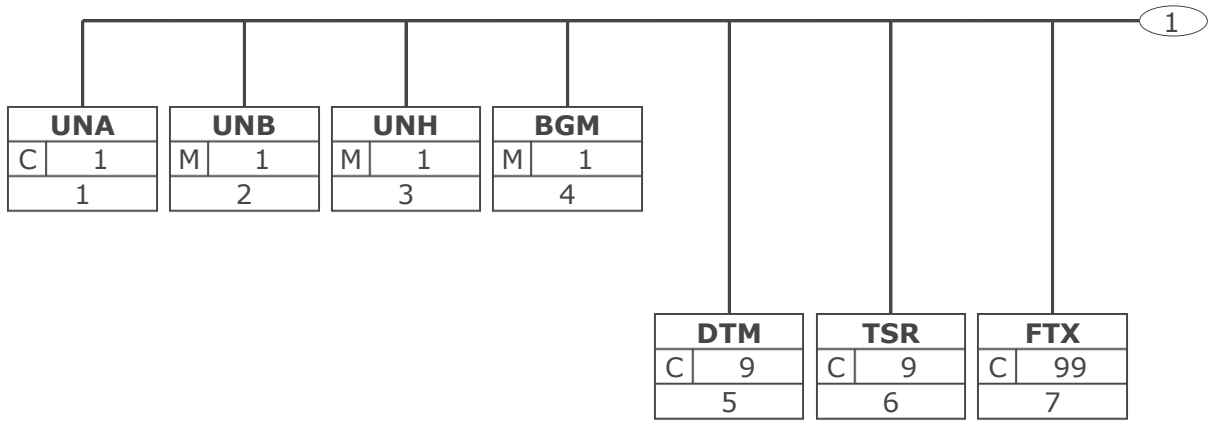 1
UNA UNB UNH BGM
C 1 M 1 M 1 M 1
1 2 3 4
DTM TSR FTX
C 9 C 9 C 99
5 6 7